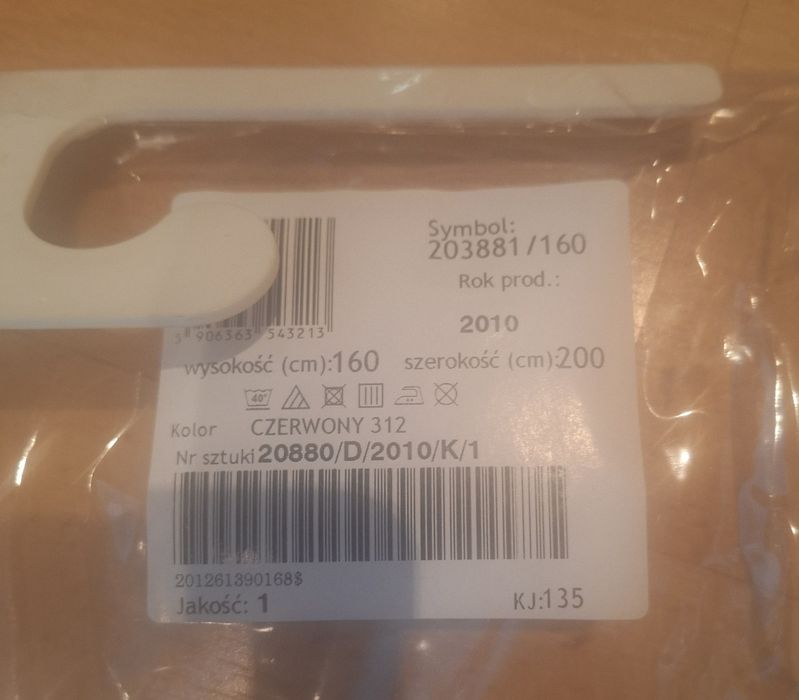 Symbol:
203881/160
Rok prod.:
2010
5 906363 543213
wysokość (cm):160 szerokość (cm):200
40°
Kolor CZERWONY 312
Nr sztuki 20880/D/2010/K/1
201261390168$
Jakość: 1 KJ:135